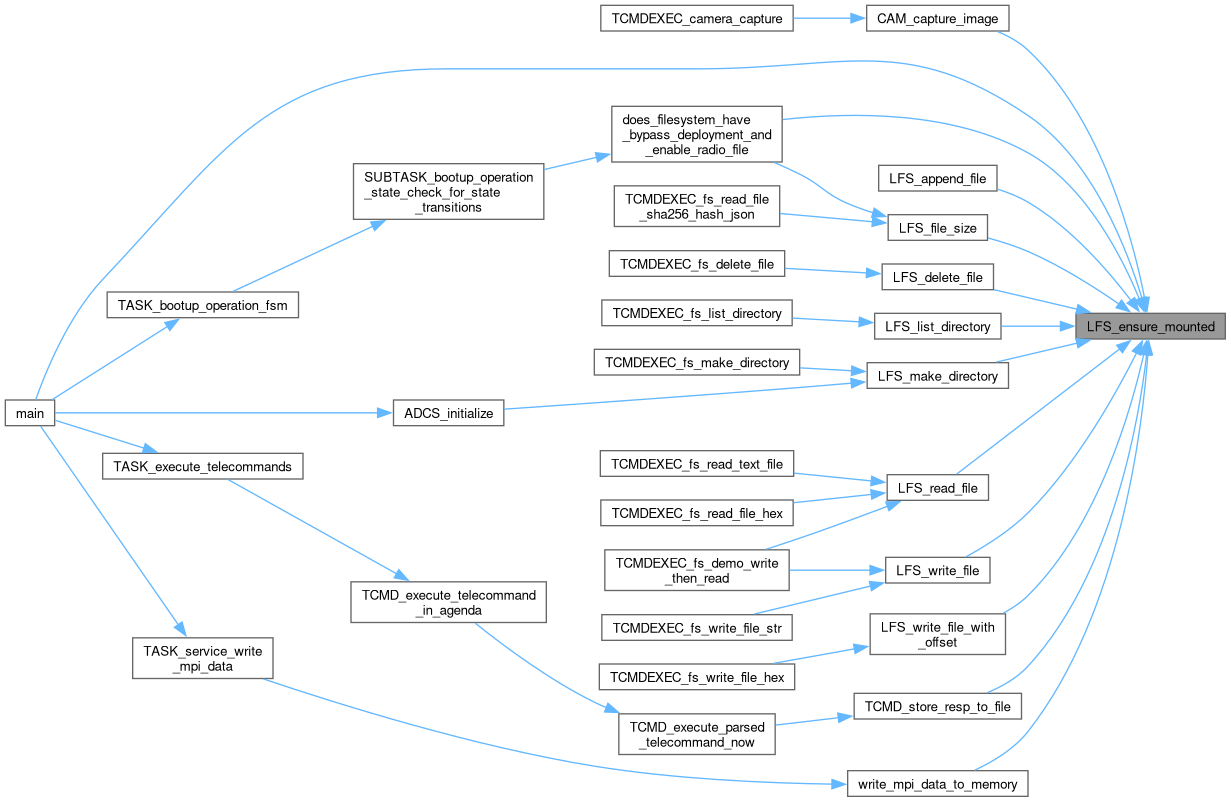 TCMDEXEC_camera_capture
CAM_capture_image
does_filesystem_have
_bypass_deployment_and
_enable_radio_file
SUBTASK_bootup_operation
_state_check_for_state
_transitions
LFS_append_file
TCMDEXEC_fs_read_file
_sha256_hash_json
LFS_file_size
TCMDEXEC_fs_delete_file
LFS_delete_file
TASK_bootup_operation_fsm
TCMDEXEC_fs_list_directory
LFS_list_directory
LFS_ensure_mounted
TCMDEXEC_fs_make_directory
LFS_make_directory
main
ADCS_initialize
TASK_execute_telecommands
TCMDEXEC_fs_read_text_file
LFS_read_file
TCMDEXEC_fs_read_file_hex
TCMDEXEC_fs_demo_write
_then_read
LFS_write_file
TCMD_execute_telecommand
_in_agenda
TCMDEXEC_fs_write_file_str
LFS_write_file_with
_offset
TASK_service_write
_mpi_data
TCMDEXEC_fs_write_file_hex
TCMD_store_resp_to_file
TCMD_execute_parsed
_telecommand_now
write_mpi_data_to_memory